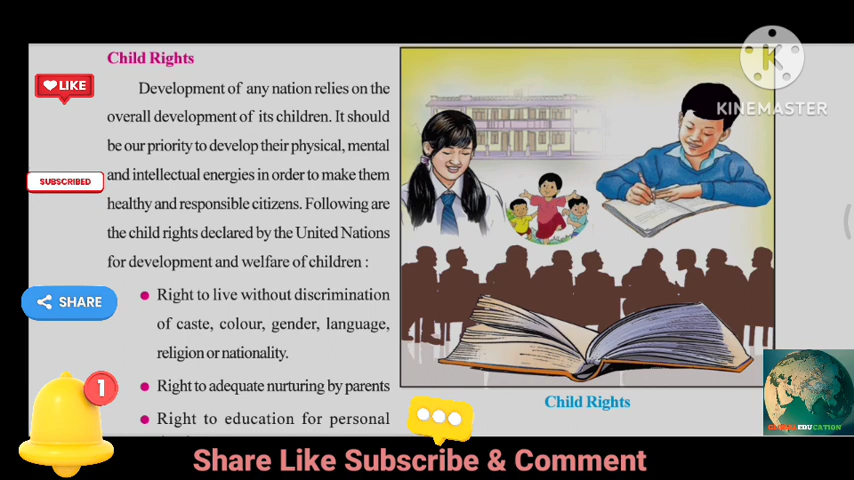 Child Rights
Development of any nation relies on the
overall development of its children. It should
be our priority to develop their physical, mental
and intellectual energies in order to make them
healthy and responsible citizens. Following are
the child rights declared by the United Nations
for development and welfare of children :
Right to live without discrimination
of caste, colour, gender, language,
religion or nationality.
Right to adequate nurturing by parents
Right to education for personal
LIKE
SUBSCRIBED
SHARE
1
K
KINEMASTER
Child Rights
EDUCATION
Share Like Subscribe & Comment